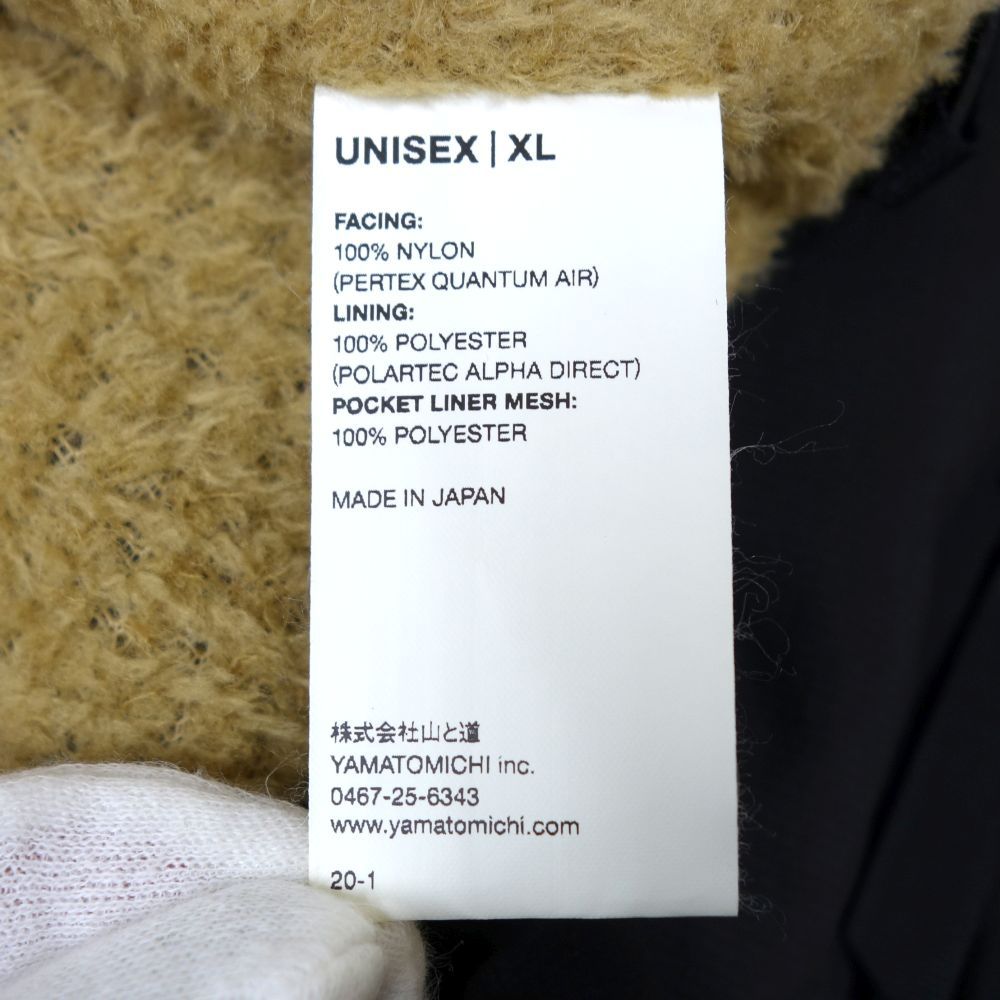 UNISEX | XL
FACING:
100% NYLON
(PERTEX QUANTUM AIR)
LINING:
100% POLYESTER
(POLARTEC ALPHA DIRECT)
POCKET LINER MESH:
100% POLYESTER
MADE IN JAPAN
株式会社山と道
YAMATOMICHI inc.
0467-25-6343
www.yamatomichi.com
20-1